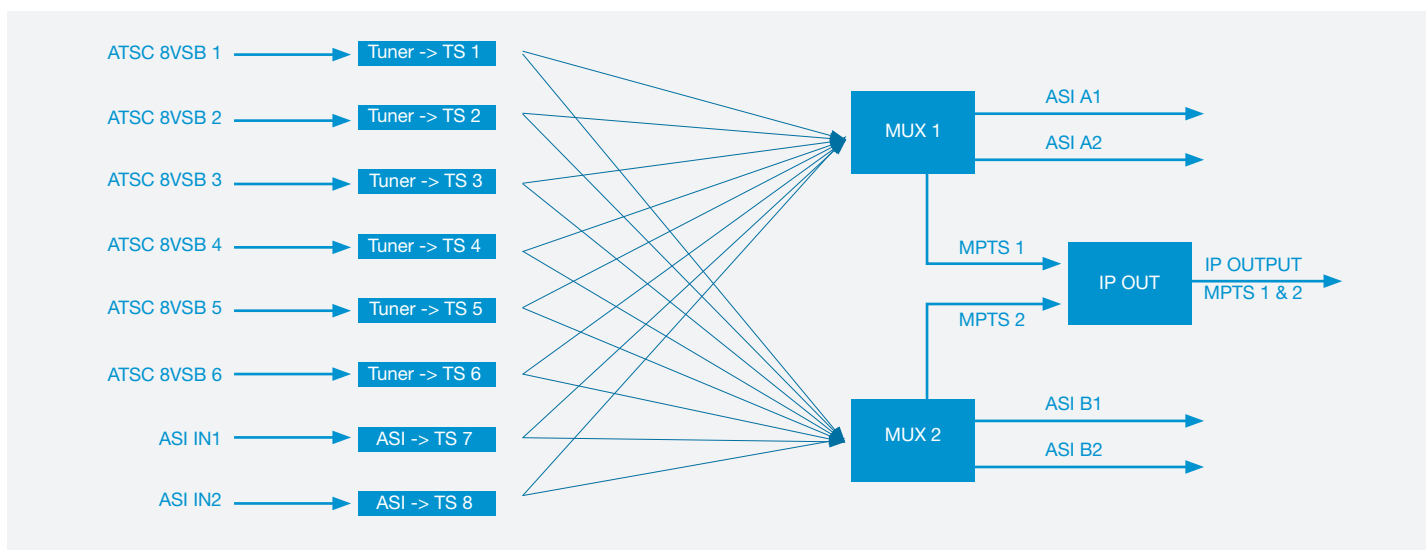 ATSC 8VSB 1
Tuner -> TS 1
ATSC 8VSB 2
Tuner -> TS 2
ATSC 8VSB 3
Tuner -> TS 3
ATSC 8VSB 4
Tuner -> TS 4
ATSC 8VSB 5
Tuner -> TS 5
ATSC 8VSB 6
Tuner -> TS 6
ASI IN1
ASI -> TS 7
ASI IN2
ASI -> TS 8
MUX 1
ASI A1
ASI A2
MPTS 1
MPTS 2
IP OUT
IP OUTPUT
MPTS 1 & 2
MUX 2
ASI B1
ASI B2